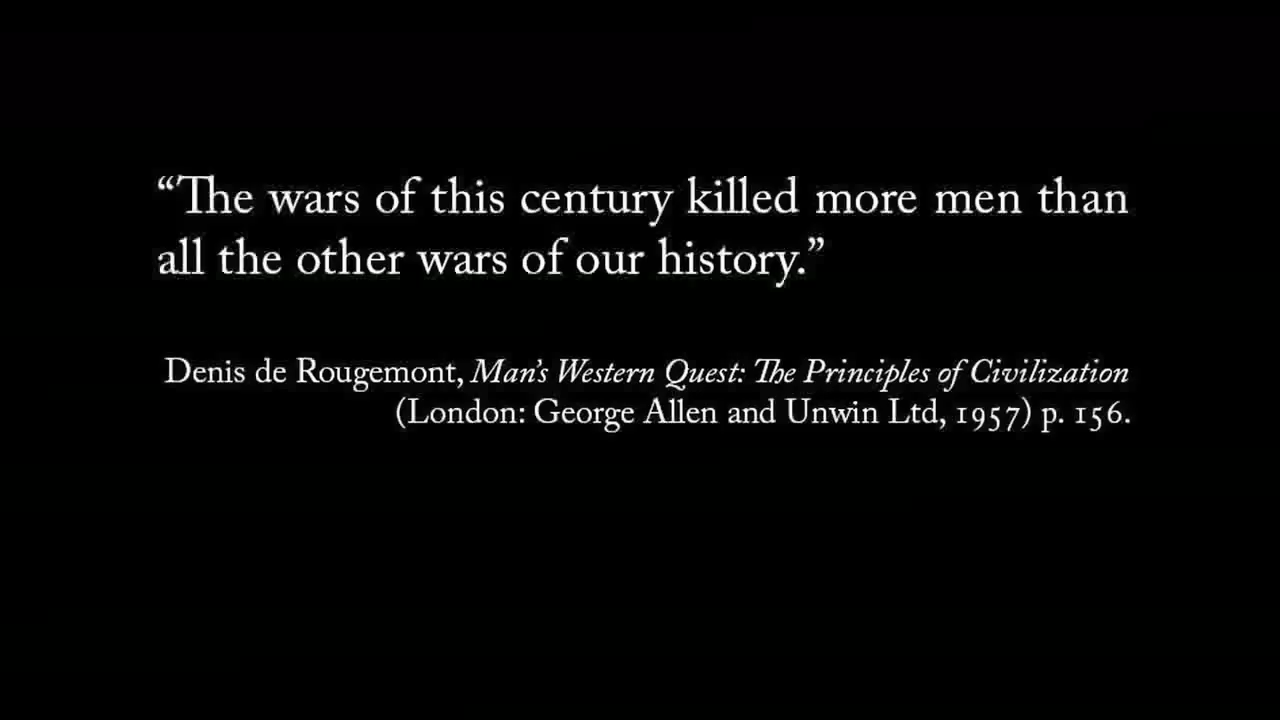 “The wars of this century killed more men than
all the other wars of our history.”
Denis de Rougemont, Man’s Western Quest: The Principles of Civilization
(London: George Allen and Unwin Ltd, 1957) p. 156.